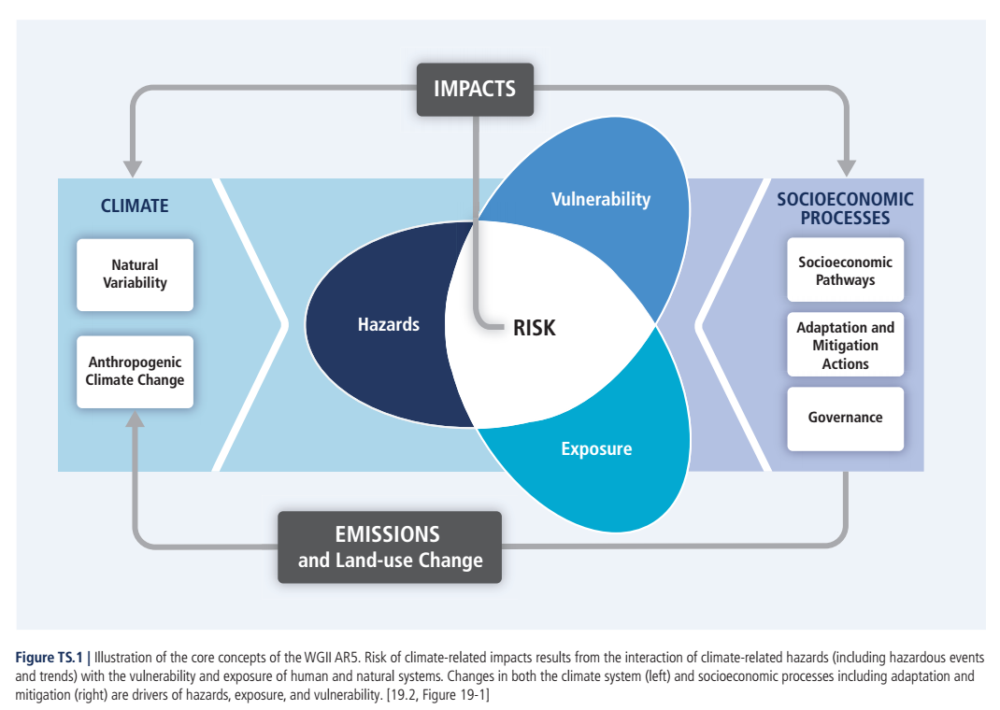 IMPACTS
CLIMATE
Natural
Variability
Anthropogenic
Climate Change
Hazards
Vulnerability
RISK
Exposure
SOCIOECONOMIC
PROCESSES
Socioeconomic
Pathways
Adaptation and
Mitigation
Actions
Governance
EMISSIONS
and Land-use Change
Figure TS.1 | Illustration of the core concepts of the WGII AR5. Risk of climate-related impacts results from the interaction of climate-related hazards (including hazardous events
and trends) with the vulnerability and exposure of human and natural systems. Changes in both the climate system (left) and socioeconomic processes including adaptation and
mitigation (right) are drivers of hazards, exposure, and vulnerability. [19.2, Figure 19-1]